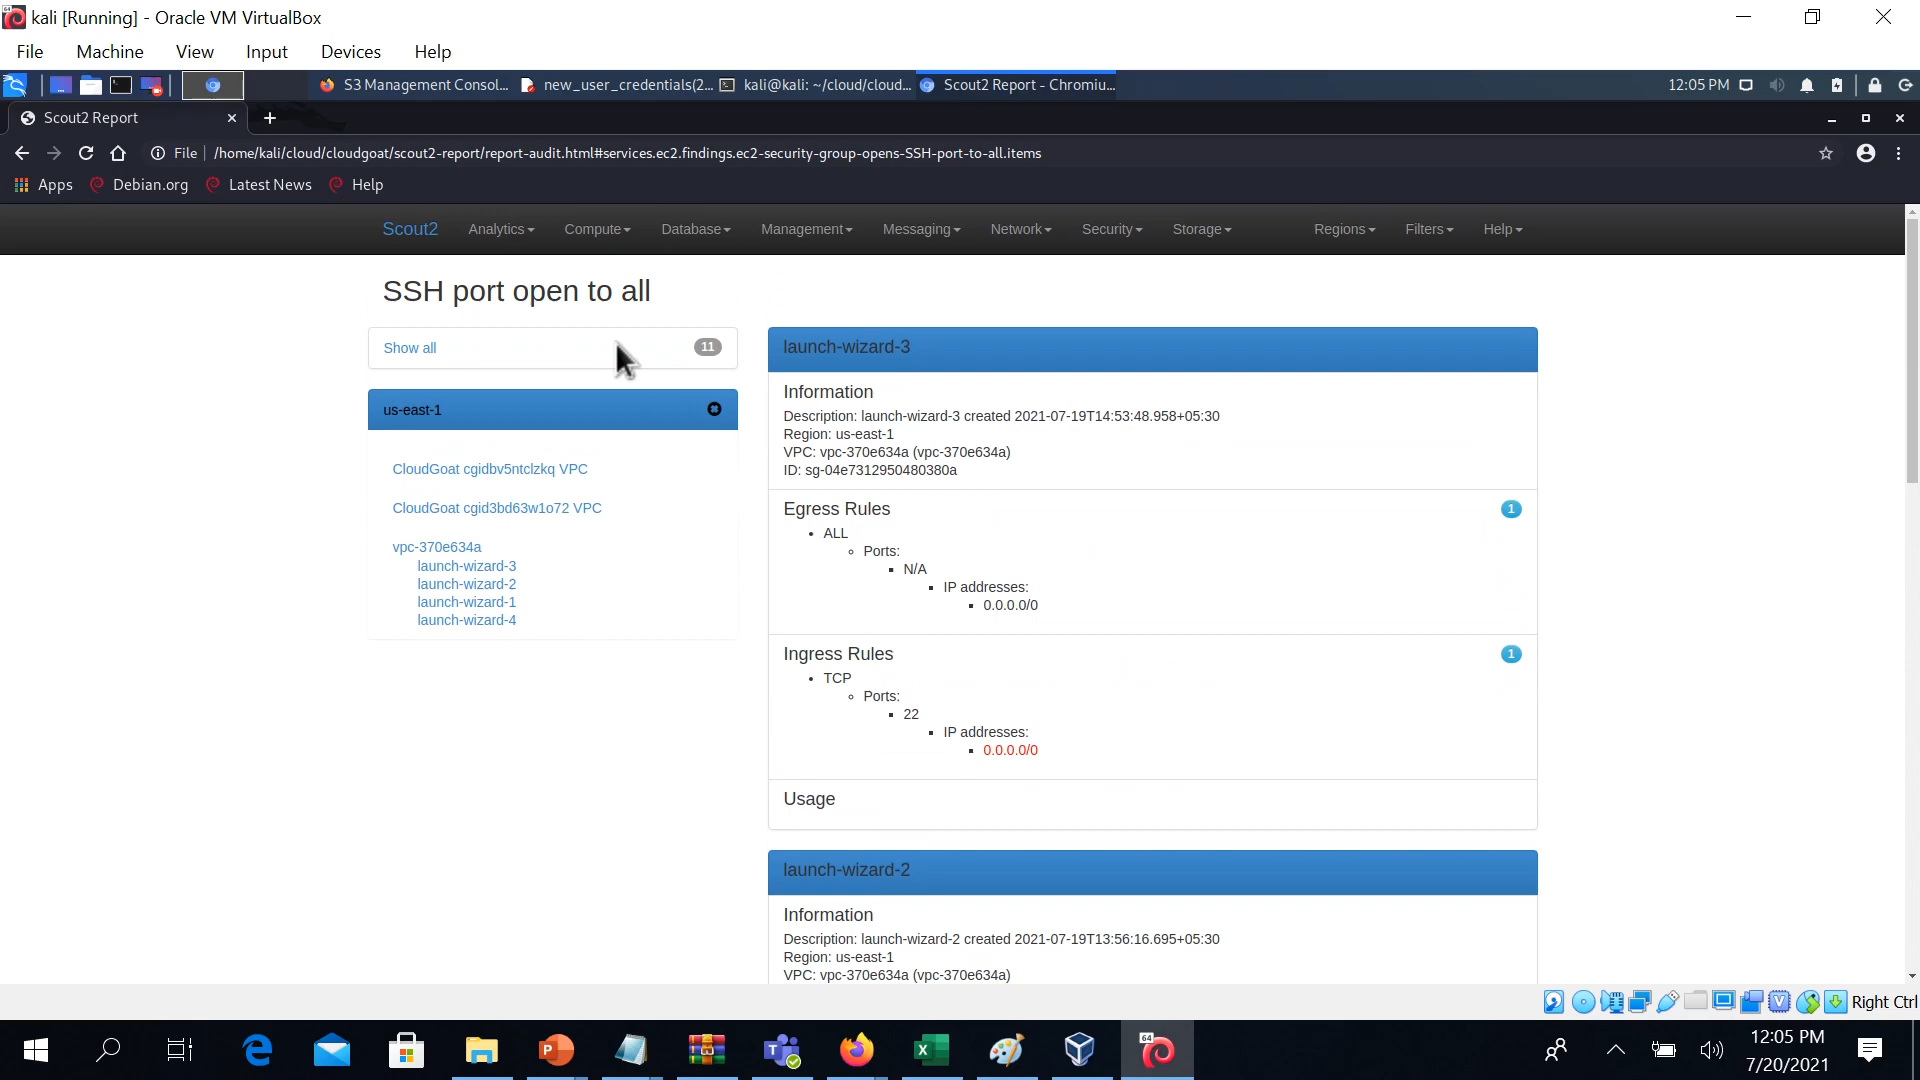 kali [Running] - Oracle VM VirtualBox
File Machine View Input Devices Help
S3 Management Consol... new_user_credentials(2... kali@kali: ~/cloud/cloud... Scout2 Report - Chromiu... 12:05 PM
Scout2 Report
File /home/kali/cloud/cloudgoat/scout2-report/report-audit.html#services.ec2.findings.ec2-security-group-opens-SSH-port-to-all.items
Apps Debian.org Latest News Help
Scout2 Analytics Compute Database Management Messaging Network Security Storage Regions Filters Help
SSH port open to all
Show all 11
us-east-1
CloudGoat cgidbv5ntclzkq VPC
CloudGoat cgid3bd63w1o72 VPC
vpc-370e634a
launch-wizard-3
launch-wizard-2
launch-wizard-1
launch-wizard-4
launch-wizard-3
Information
Description: launch-wizard-3 created 2021-07-19T14:53:48.958+05:30
Region: us-east-1
VPC: vpc-370e634a (vpc-370e634a)
ID: sg-04e7312950480380a
Egress Rules 1
ALL
Ports:
N/A
IP addresses:
0.0.0.0/0
Ingress Rules 1
TCP
Ports:
22
IP addresses:
0.0.0.0/0
Usage
launch-wizard-2
Information
Description: launch-wizard-2 created 2021-07-19T13:56:16.695+05:30
Region: us-east-1
VPC: vpc-370e634a (vpc-370e634a)
Right Ctrl
12:05 PM
7/20/2021